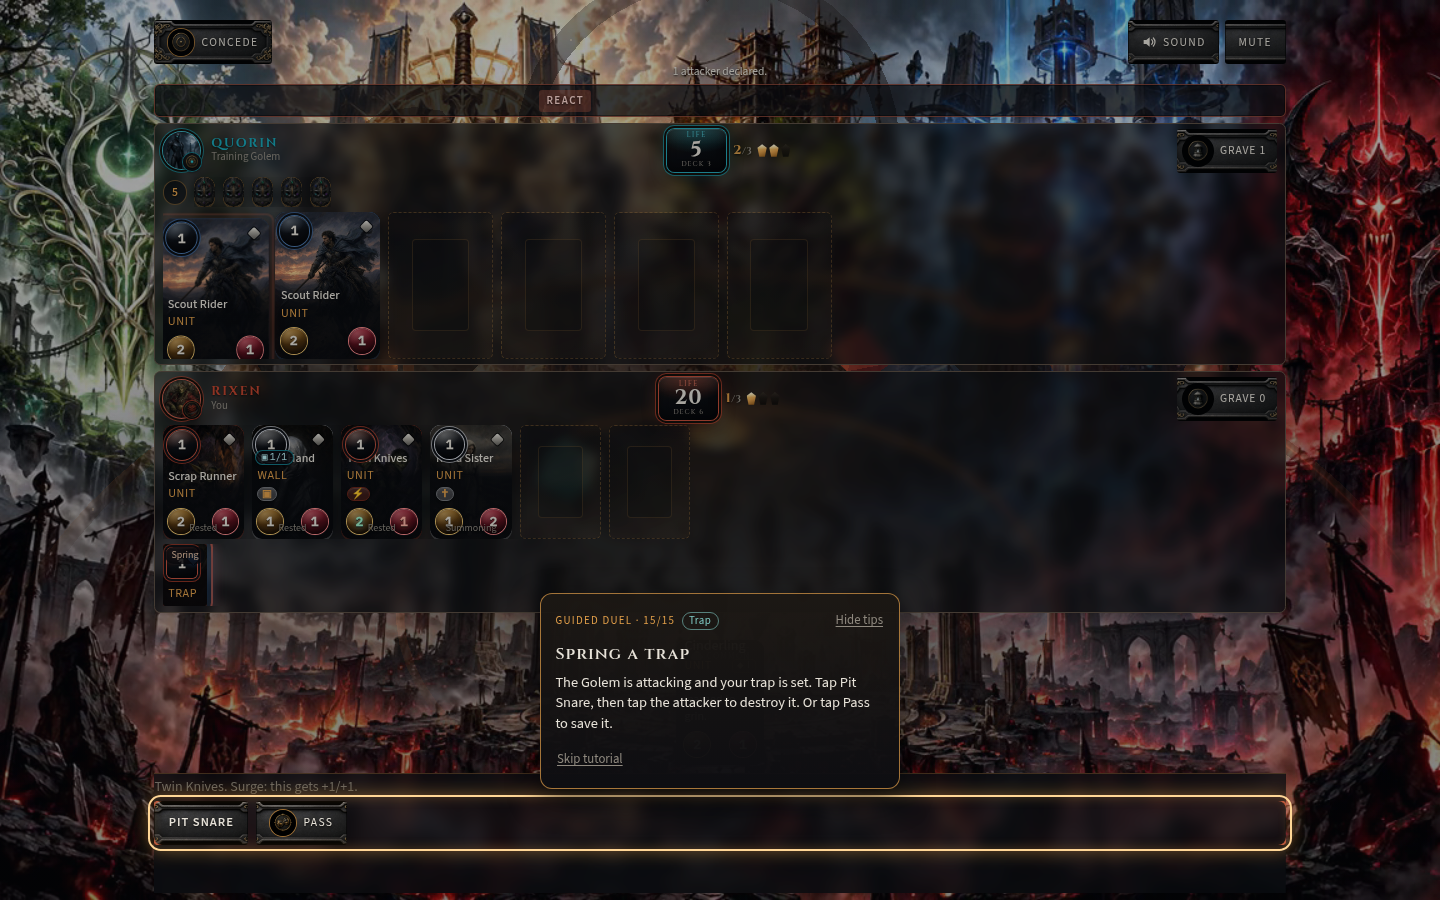 CONCEDE
SOUND
MUTE
1 attacker declared.
REACT
QUORIN
Training Golem
LIFE
5
DECK 3
2/3
GRAVE 1
5
1
Scout Rider
UNIT
2
1
1
Scout Rider
UNIT
2
1
RIXEN
You
LIFE
20
DECK 6
1/3
GRAVE 0
1
Scrap Runner
UNIT
2
Rested
1
1
1/1
and
WALL
1
Rested
1
1
Knives
UNIT
2
Rested
1
1
Sister
UNIT
1
Summoning
2
Spring
1
TRAP
GUIDED DUEL · 15/15
Trap
Hide tips
SPRING A TRAP
The Golem is attacking and your trap is set. Tap Pit
Snare, then tap the attacker to destroy it. Or tap Pass
to save it.
Skip tutorial
Twin Knives. Surge: this gets +1/+1.
PIT SNARE
PASS